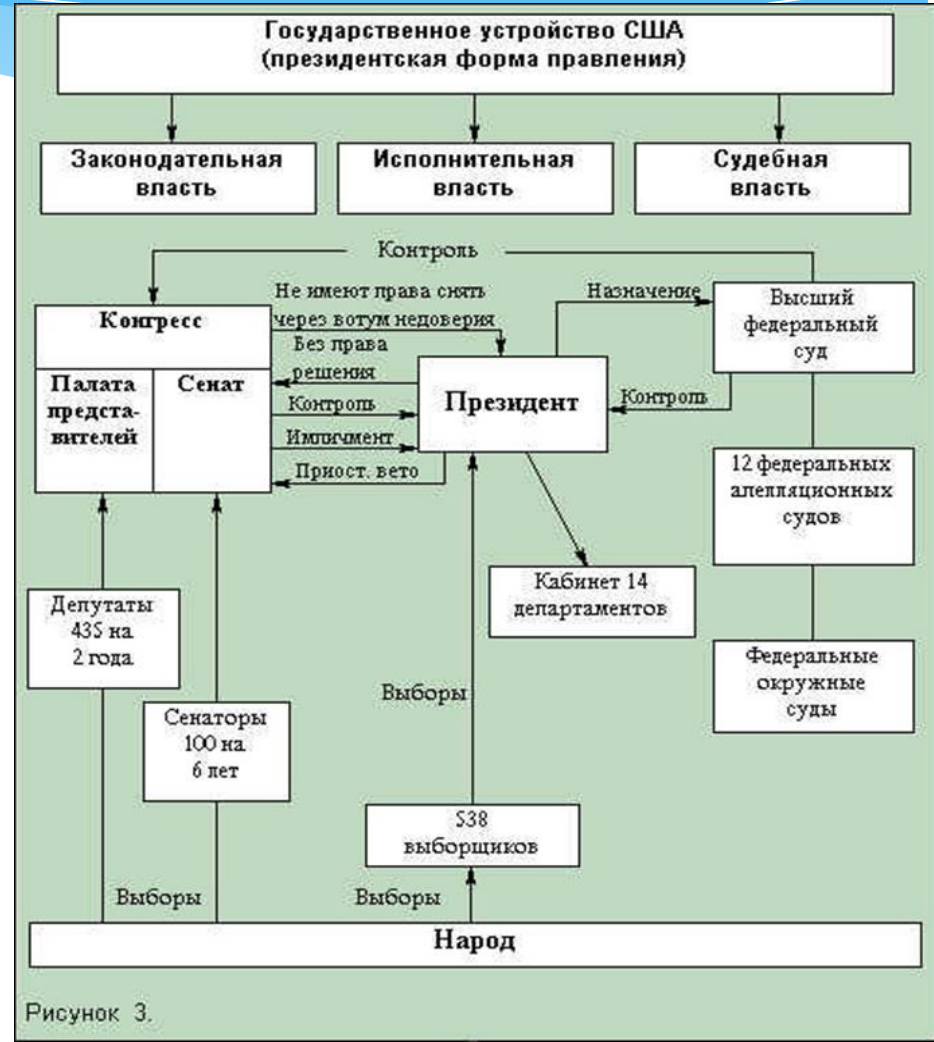 Государственное устройство США
(президентская форма правления)
Законодательная
власть
Исполнительная
власть
Судебная
власть
Контроль
Конгресс
Палата
предста-
вителей
Сенат
Не имеют права снять
через вотум недоверия
Без права
решения
Контроль
Импичмент
Приост. вето
Президент
Назначение
Контроль
Высший
федеральный
суд
12 федеральных
апелляционных
судов
Федеральные
окружные
суды
Кабинет 14
департаментов
Депутаты
435 на
2 года
Сенаторы
100 на
6 лет
Выборы
538
выборщиков
Выборы
Выборы
Народ
Рисунок 3.